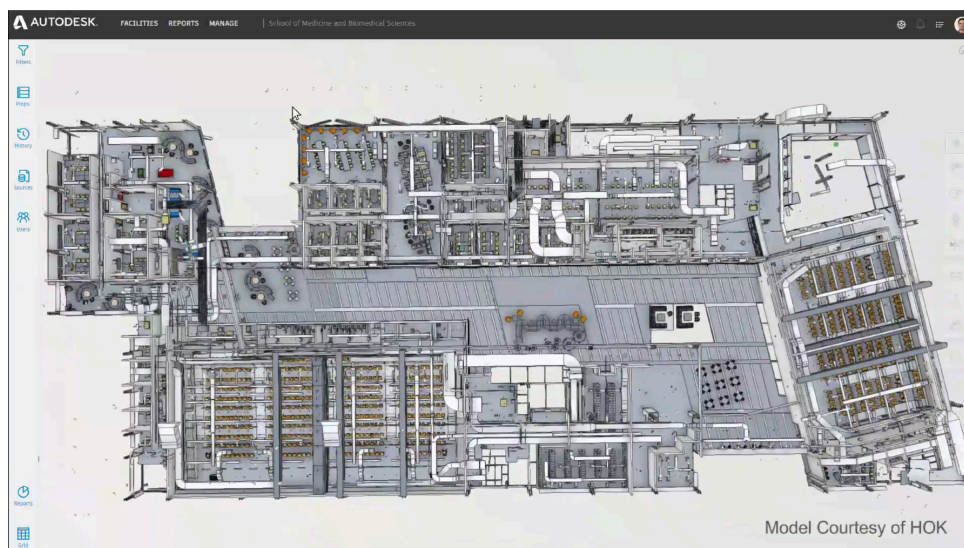 AUTODESK. FACILITIES REPORTS MANAGE School of Medicine and Biomedical Sciences
Filters
Props
History
Sources
Users
Reports
Grid
Model Courtesy of HOK